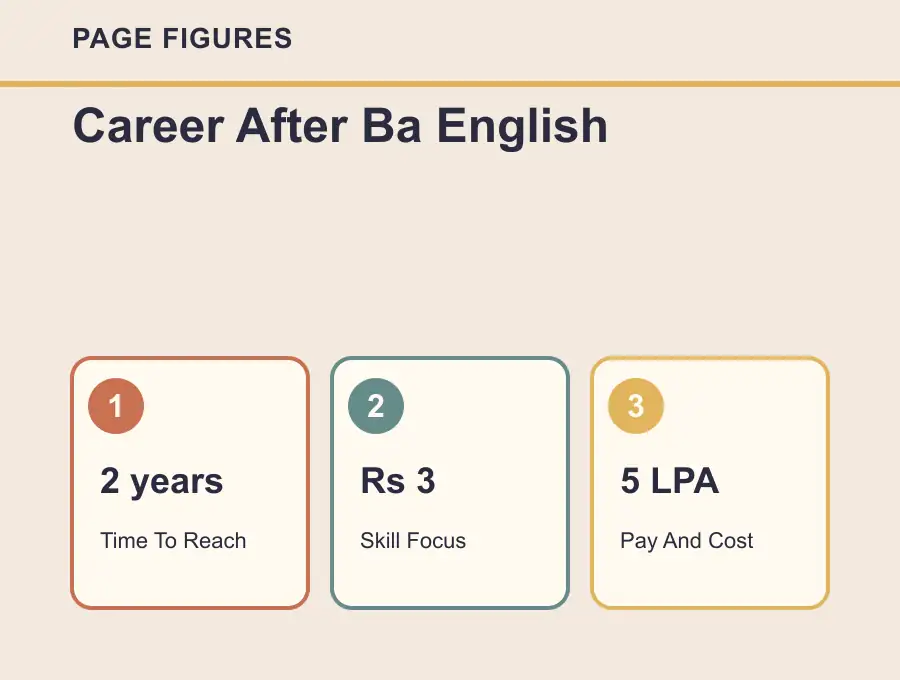 PAGE FIGURES
Career After Ba English
1
2 years
Time To Reach
2
Rs 3
Skill Focus
3
5 LPA
Pay And Cost